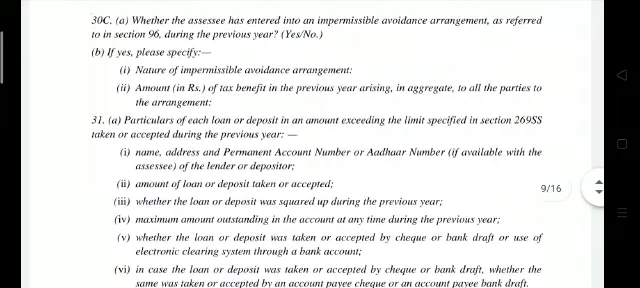 30C. (a) Whether the assessee has entered into an impermissible avoidance arrangement, as referred
to in section 96, during the previous year? (Yes/No.)
(b) If yes, please specify:—
(i) Nature of impermissible avoidance arrangement:
(ii) Amount (in Rs.) of tax benefit in the previous year arising, in aggregate, to all the parties to
the arrangement:
31. (a) Particulars of each loan or deposit in an amount exceeding the limit specified in section 269SS
taken or accepted during the previous year: —
(i) name, address and Permanent Account Number or Aadhaar Number (if available with the
assessee) of the lender or depositor;
(ii) amount of loan or deposit taken or accepted;
9/16
(iii) whether the loan or deposit was squared up during the previous year;
(iv) maximum amount outstanding in the account at any time during the previous year;
(v) whether the loan or deposit was taken or accepted by cheque or bank draft or use of
electronic clearing system through a bank account;
(vi) in case the loan or deposit was taken or accepted by cheque or bank draft, whether the
same was taken or accepted by an account payee cheque or an account payee bank draft.